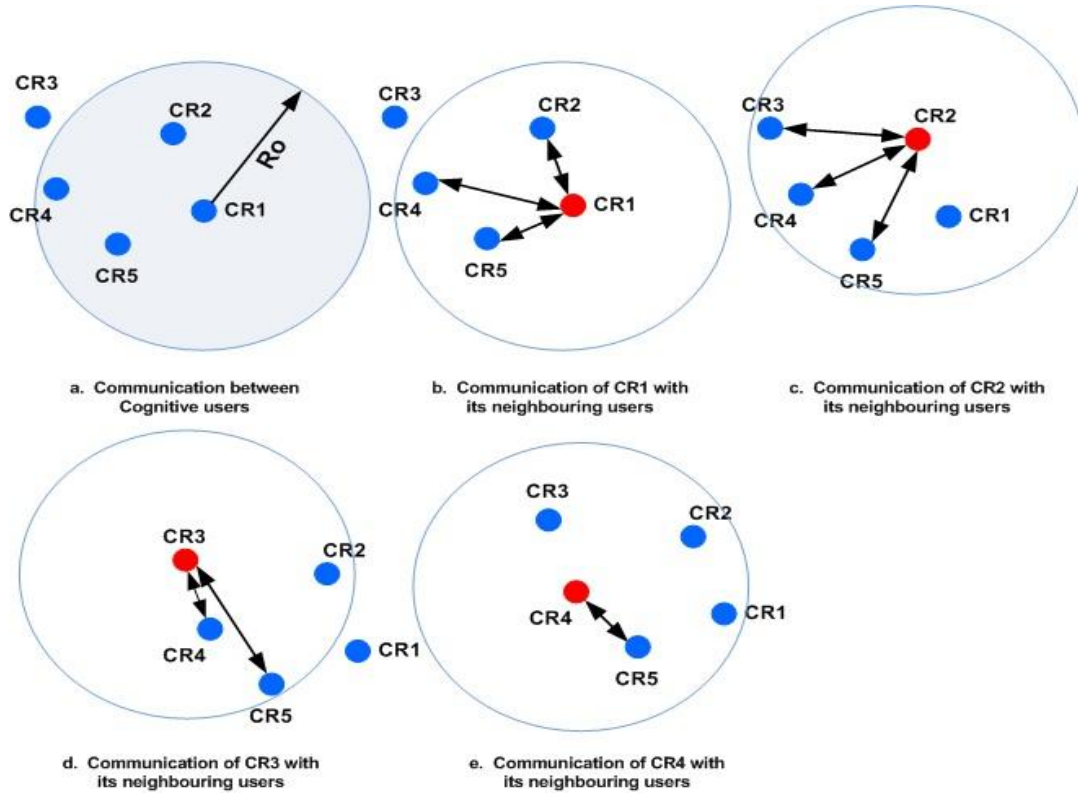 CR3
CR2
Ro
CR4
CR1
CR5
a. Communication between
Cognitive users
CR3
CR2
CR4
CR1
CR5
b. Communication of CR1 with
its neighbouring users
CR3
CR2
CR4
CR1
CR5
c. Communication of CR2 with
its neighbouring users
CR3
CR2
CR4
CR1
CR5
d. Communication of CR3 with
its neighbouring users
CR3
CR2
CR4
CR1
CR5
e. Communication of CR4 with
its neighbouring users